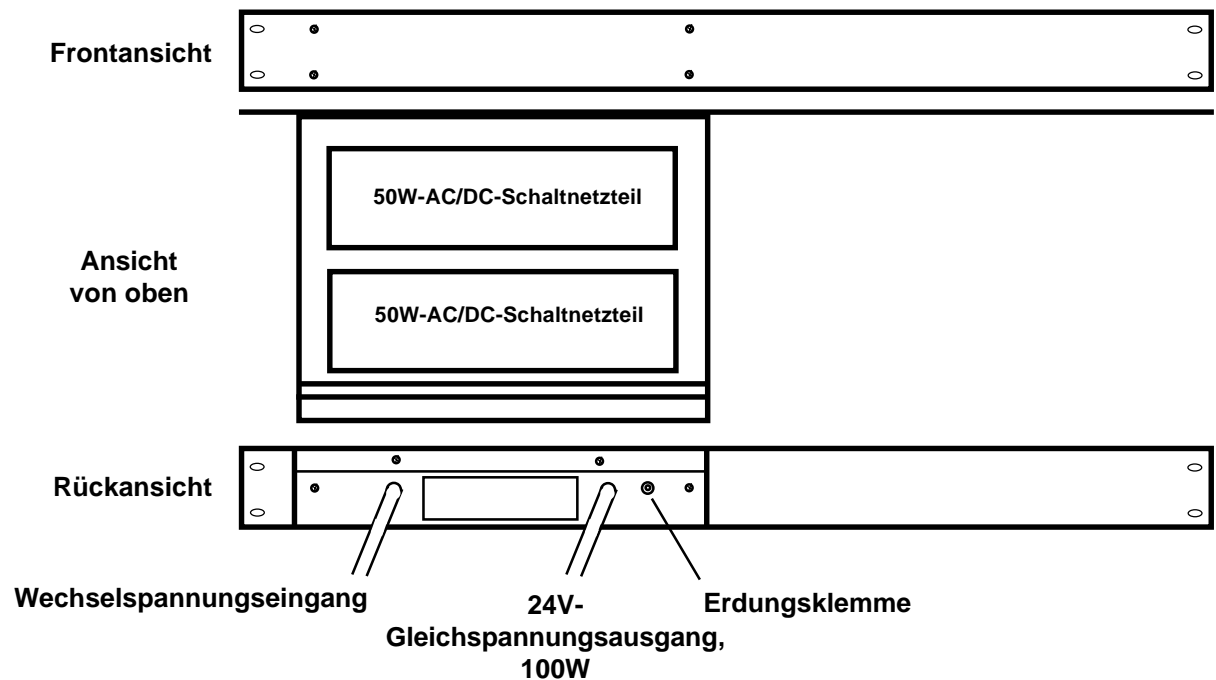 Frontansicht
50W-AC/DC-Schaltnetzteil
Ansicht
von oben
50W-AC/DC-Schaltnetzteil
Rückansicht
Wechselspannungseingang
24V-
Gleichspannungsausgang,
100W
Erdungsklemme